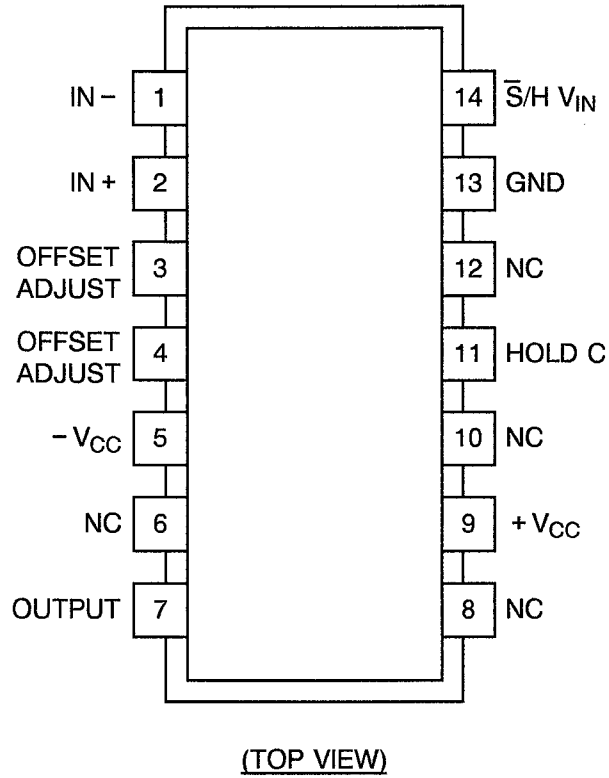 IN – 1 14 S̅/H VIN
IN + 2 13 GND
OFFSET
ADJUST 3 12 NC
OFFSET
ADJUST 4 11 HOLD C
– VCC 5 10 NC
NC 6 9 + VCC
OUTPUT 7 8 NC
(TOP VIEW)